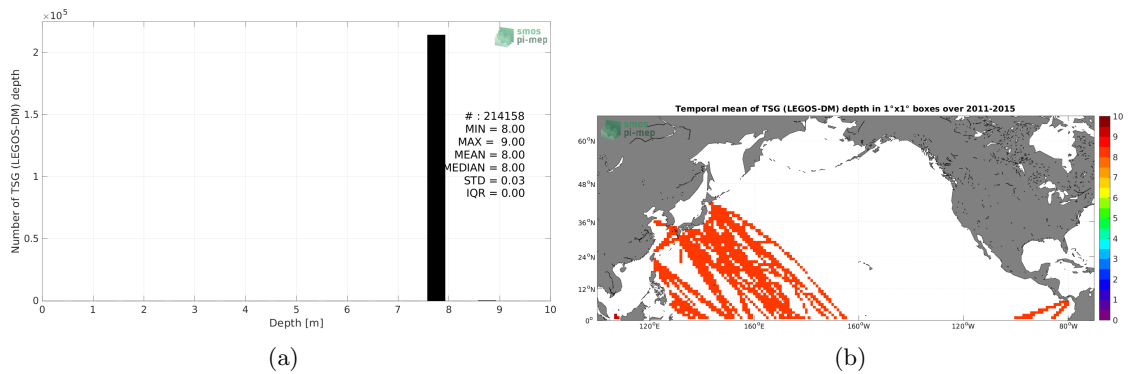 ×10⁵
2
1.5
1
0.5
0
Number of TSG (LEGOS-DM) depth
smos
pi-mep
# : 214158
MIN = 8.00
MAX = 9.00
MEAN = 8.00
MEDIAN = 8.00
STD = 0.03
IQR = 0.00
0 1 2 3 4 5 6 7 8 9 10
Depth [m]
(a)
Temporal mean of TSG (LEGOS-DM) depth in 1°x1° boxes over 2011-2015
smos
pi-mep
60°N
48°N
36°N
24°N
12°N
0°
120°E 160°E 160°W 120°W 80°W
10
9
8
7
6
5
4
3
2
1
0
(b)